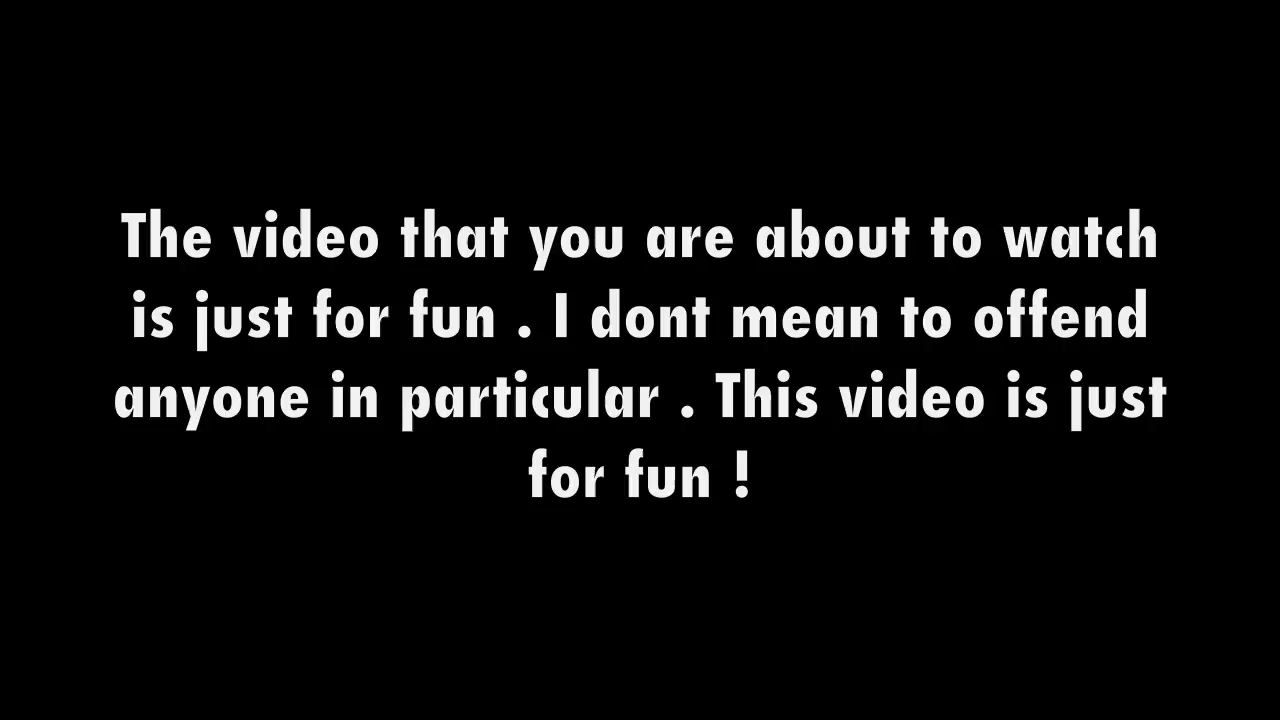 The video that you are about to watch
is just for fun . I dont mean to offend
anyone in particular . This video is just
for fun !